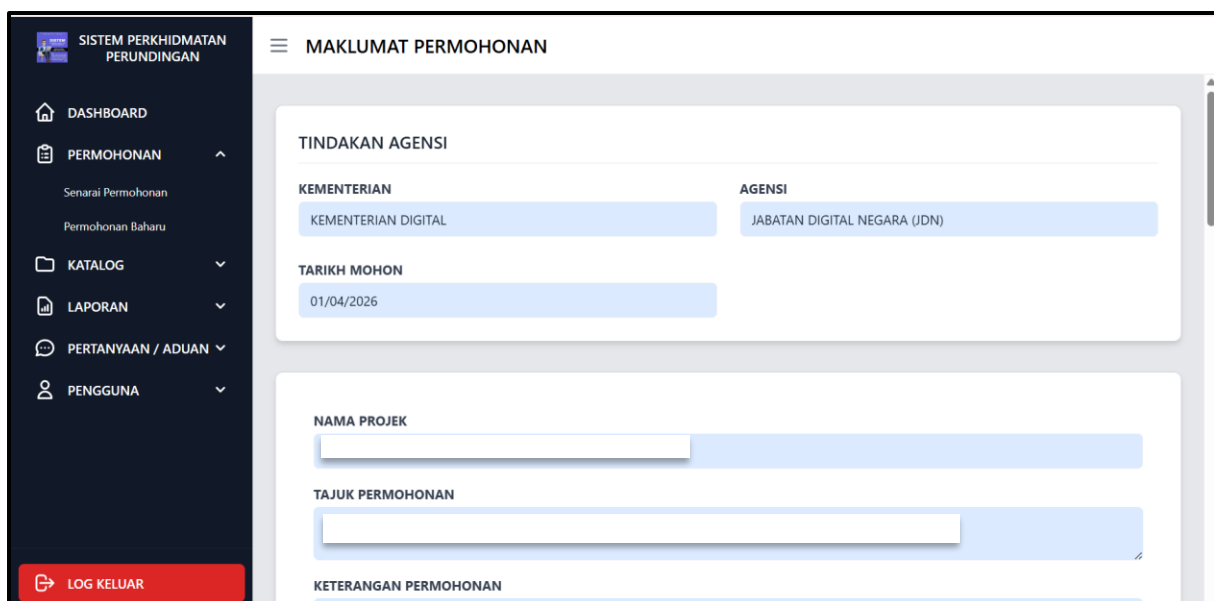 SISTEM PERKHIDMATAN
PERUNDINGAN
MAKLUMAT PERMOHONAN
DASHBOARD
PERMOHONAN
Senarai Permohonan
Permohonan Baharu
KATALOG
LAPORAN
PERTANYAAN / ADUAN
PENGGUNA
LOG KELUAR
TINDAKAN AGENSI
KEMENTERIAN
KEMENTERIAN DIGITAL
AGENSI
JABATAN DIGITAL NEGARA (JDN)
TARIKH MOHON
01/04/2026
NAMA PROJEK
TAJUK PERMOHONAN
KETERANGAN PERMOHONAN